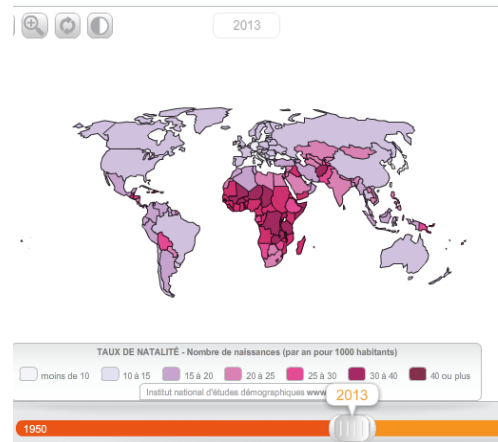 2013
TAUX DE NATALITÉ - Nombre de naissances (par an pour 1000 habitants)
moins de 10 10 à 15 15 à 20 20 à 25 25 à 30 30 à 40 40 ou plus
Institut national d'études démographiques www
2013
1950